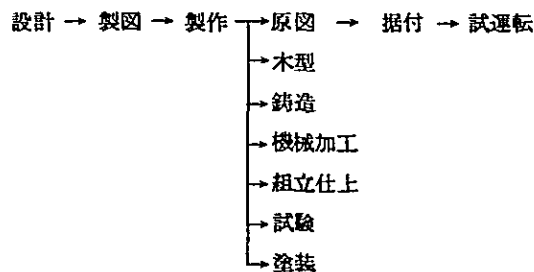 設計 → 製図 → 製作 → 原図 → 据付 → 試運転
→ 木型
→ 鋳造
→ 機械加工
→ 組立仕上
→ 試験
→ 塗装